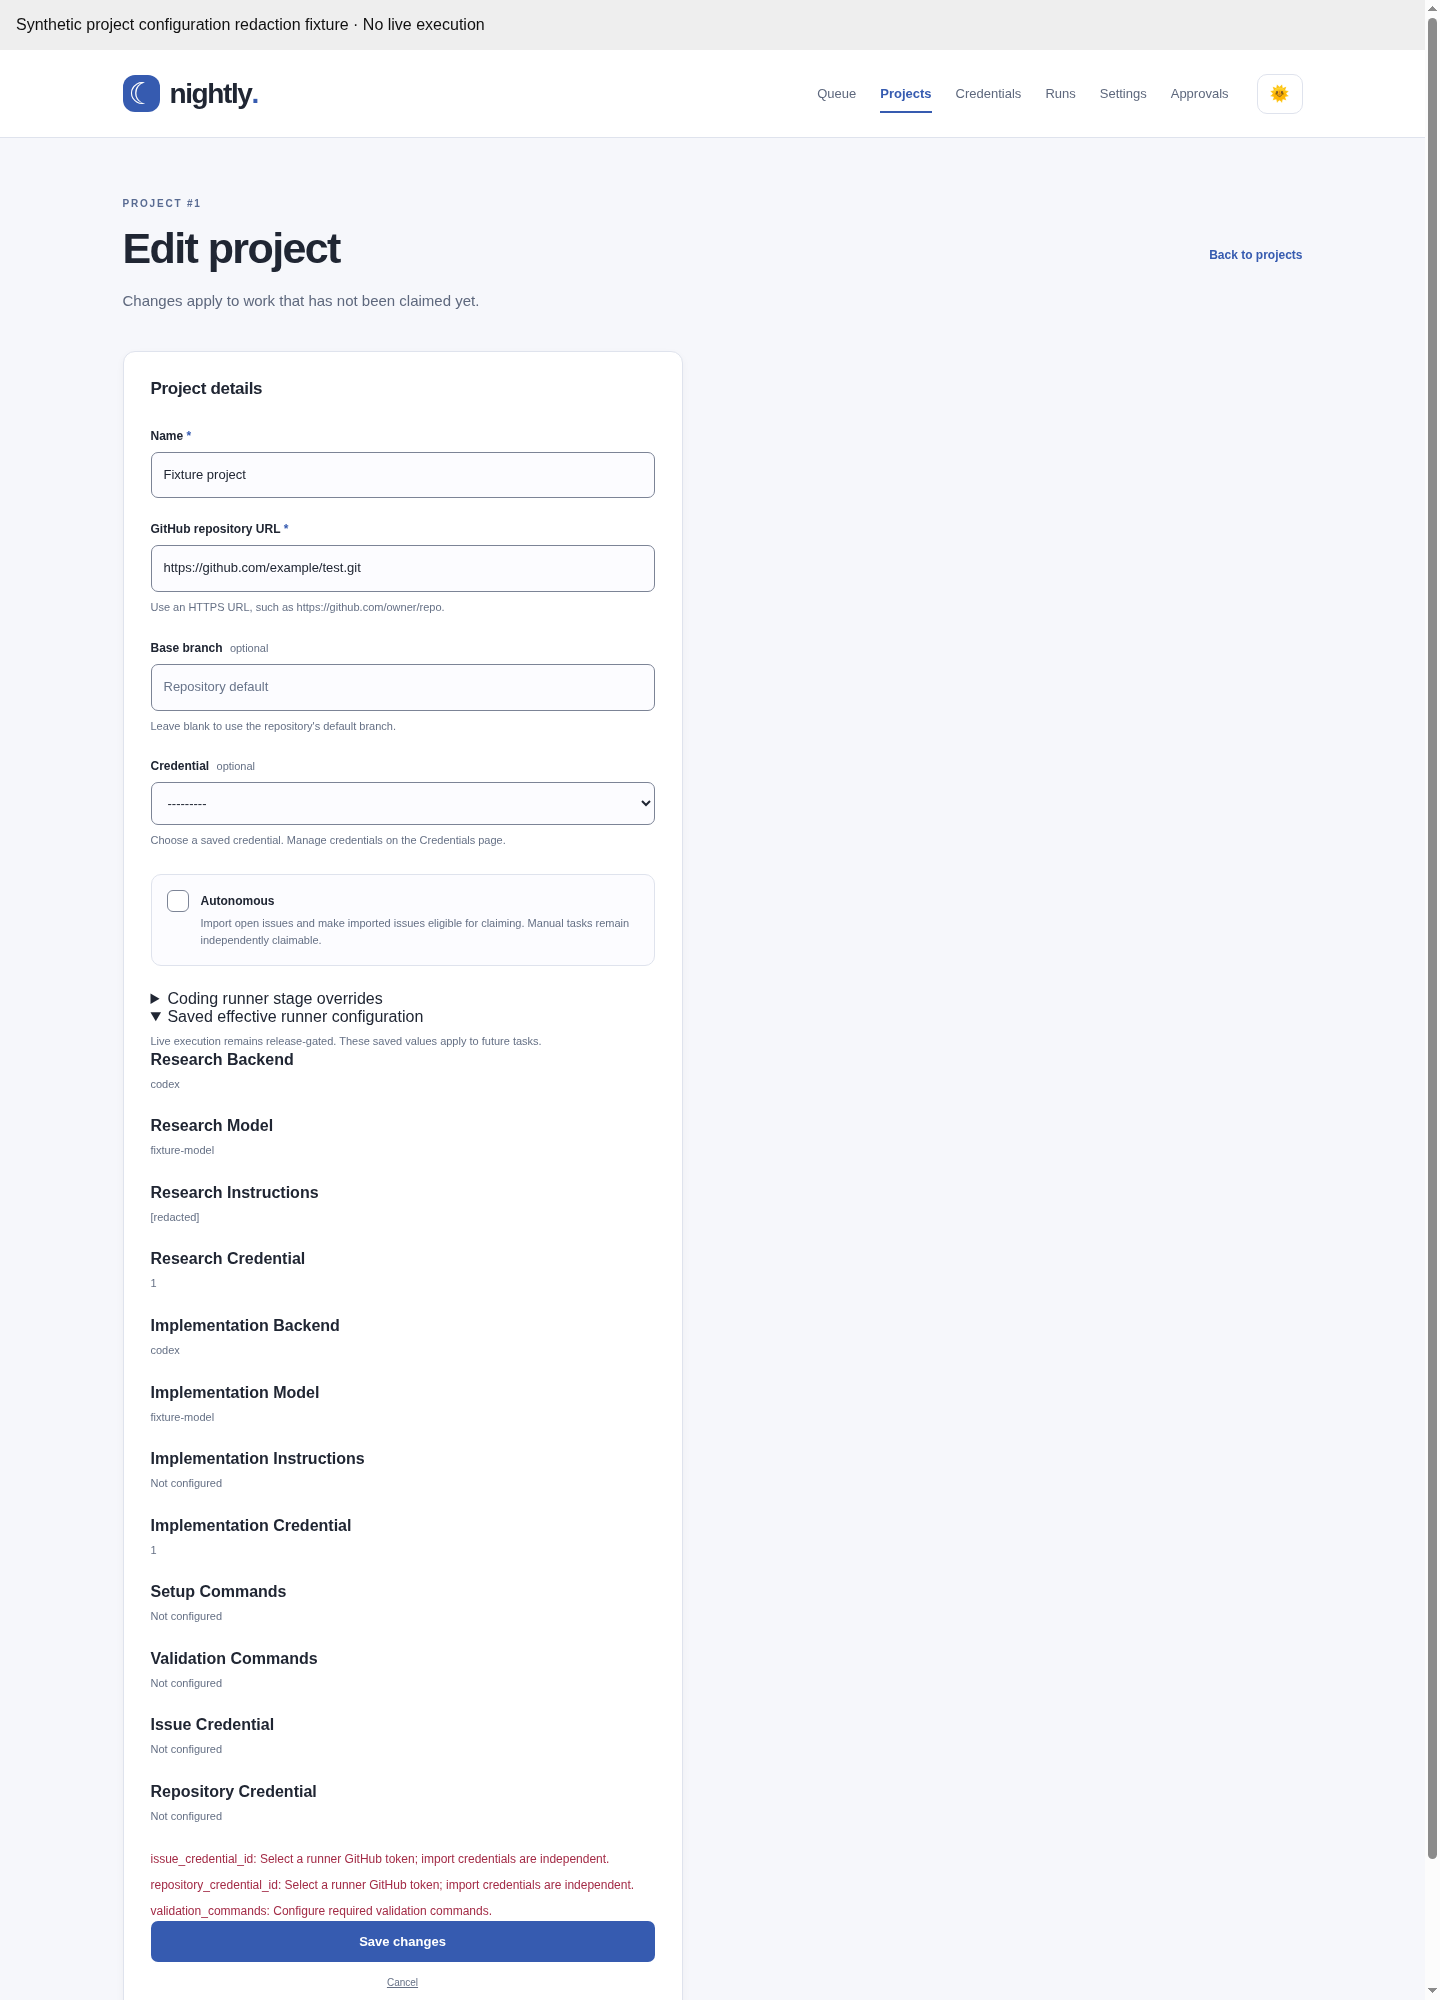 Synthetic project configuration redaction fixture · No live execution
nightly.
Queue
Projects
Credentials
Runs
Settings
Approvals
PROJECT #1
Edit project
Back to projects
Changes apply to work that has not been claimed yet.
Project details
Name *
Fixture project
GitHub repository URL *
https://github.com/example/test.git
Use an HTTPS URL, such as https://github.com/owner/repo.
Base branch optional
Repository default
Leave blank to use the repository's default branch.
Credential optional
---------
Choose a saved credential. Manage credentials on the Credentials page.
Autonomous
Import open issues and make imported issues eligible for claiming. Manual tasks remain
independently claimable.
Coding runner stage overrides
Saved effective runner configuration
Live execution remains release-gated. These saved values apply to future tasks.
Research Backend
codex
Research Model
fixture-model
Research Instructions
[redacted]
Research Credential
1
Implementation Backend
codex
Implementation Model
fixture-model
Implementation Instructions
Not configured
Implementation Credential
1
Setup Commands
Not configured
Validation Commands
Not configured
Issue Credential
Not configured
Repository Credential
Not configured
issue_credential_id: Select a runner GitHub token; import credentials are independent.
repository_credential_id: Select a runner GitHub token; import credentials are independent.
validation_commands: Configure required validation commands.
Save changes
Cancel